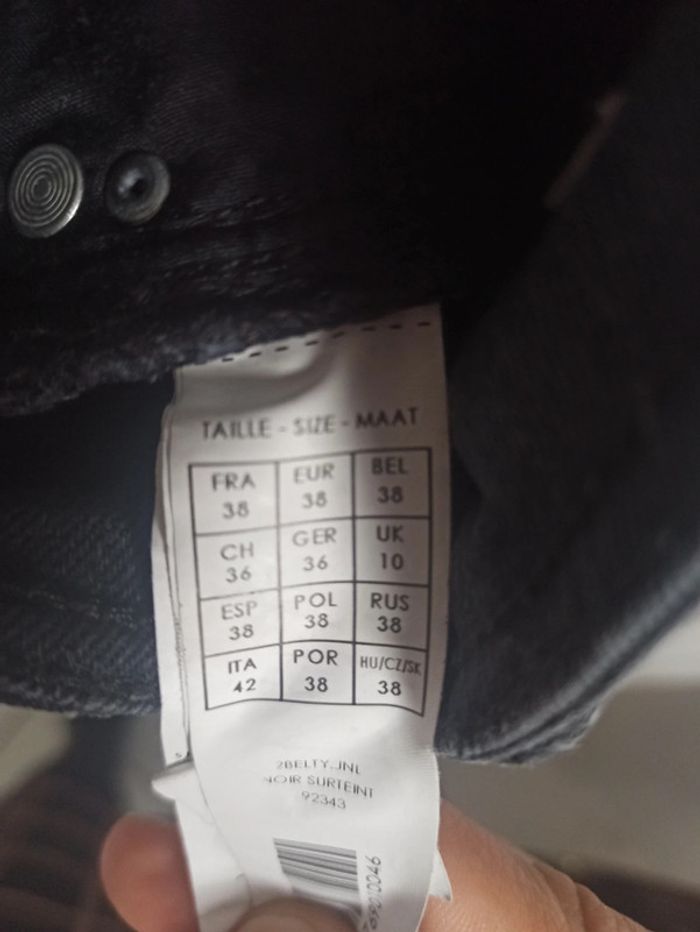 TAILLE - SIZE - MAAT
FRA EUR BEL
38 38 38
CH GER UK
36 36 10
ESP POL RUS
38 38 38
ITA POR HU/CZ/SK
42 38 38
2BELTY.JNL
NOIR SURTEINT
92343